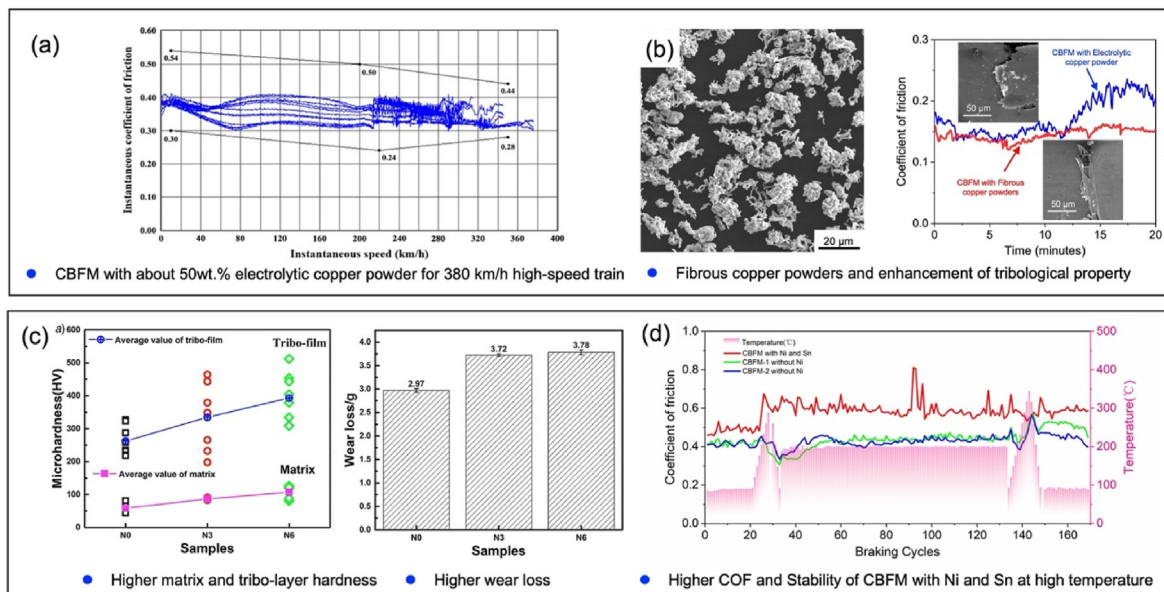 (a)
0.60
0.50
0.40
0.30
0.20
0.10
0.00
Instantaneous coefficient of friction
0.54
0.50
0.44
0.30
0.24
0.28
0 40 80 120 160 200 240 280 320 360 400
Instantaneous speed (km/h)
CBFM with about 50wt.% electrolytic copper powder for 380 km/h high-speed train
(b)
20 μm
0.3
0.2
0.1
0.0
Coefficient of friction
50 μm
CBFM with Electrolytic
copper powder
CBFM with Fibrous
copper powders
50 μm
0 5 10 15 20
Time (minutes)
Fibrous copper powders and enhancement of tribological property
(c)
a)
600
500
400
300
200
100
0
Microhardness(HV)
Average value of tribo-film
Tribo-film
Average value of matrix
Matrix
N0 N3 N6
Samples
Wear loss/g
4.0
3.5
3.0
2.5
2.0
1.5
1.0
0.5
0.0
2.97
3.72
3.78
N0 N3 N6
Samples
Higher matrix and tribo-layer hardness
Higher wear loss
(d)
1.0
0.8
0.6
0.4
0.2
0.0
Coefficient of friction
Temperature(℃)
CBFM with Ni and Sn
CBFM-1 without Ni
CBFM-2 without Ni
500
400
300
200
100
0
Temperature(℃)
0 20 40 60 80 100 120 140 160
Braking Cycles
Higher COF and Stability of CBFM with Ni and Sn at high temperature